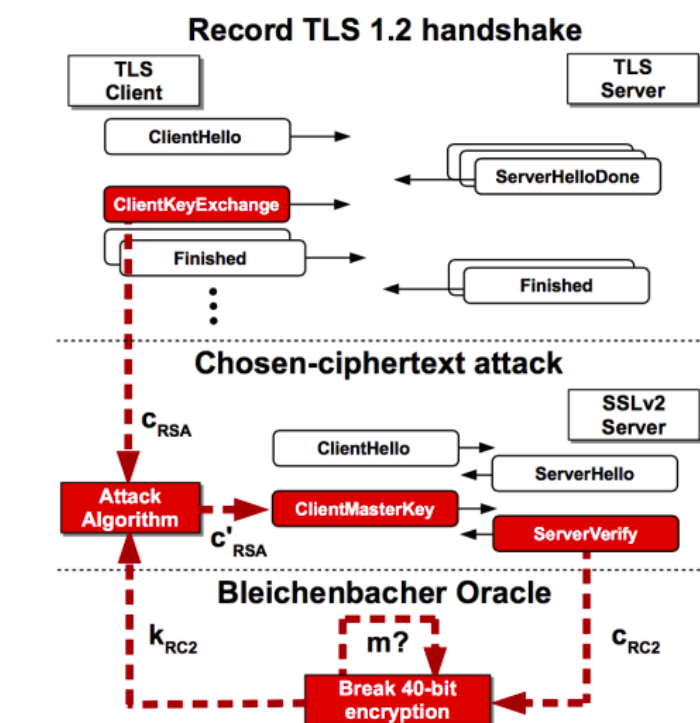 Record TLS 1.2 handshake
TLS
Client
TLS
Server
ClientHello
ServerHelloDone
ClientKeyExchange
Finished
Finished
Chosen-ciphertext attack
SSLv2
Server
cRSA
ClientHello
ServerHello
Attack
Algorithm
ClientMasterKey
c'RSA
ServerVerify
Bleichenbacher Oracle
kRC2
m?
cRC2
Break 40-bit
encryption